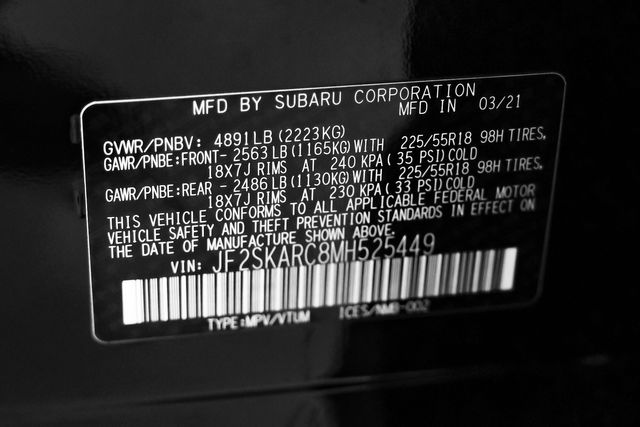 MFD BY SUBARU CORPORATION
MFD IN 03/21
GVWR/PNBV: 4891LB (2223KG)
GAWR/PNBE:FRONT- 2563 LB (1165KG) WITH 225/55R18 98H TIRES,
18X7J RIMS AT 240 KPA ( 35 PSI) COLD
GAWR/PNBE:REAR - 2486 LB (1130KG) WITH 225/55R18 98H TIRES,
18X7J RIMS AT 230 KPA ( 33 PSI) COLD
THIS VEHICLE CONFORMS TO ALL APPLICABLE FEDERAL MOTOR
VEHICLE SAFETY AND THEFT PREVENTION STANDARDS IN EFFECT ON
THE DATE OF MANUFACTURE SHOWN ABOVE.
VIN: JF2SKARC8MH525449
TYPE:MPV/VTUM ICES/NMB-002